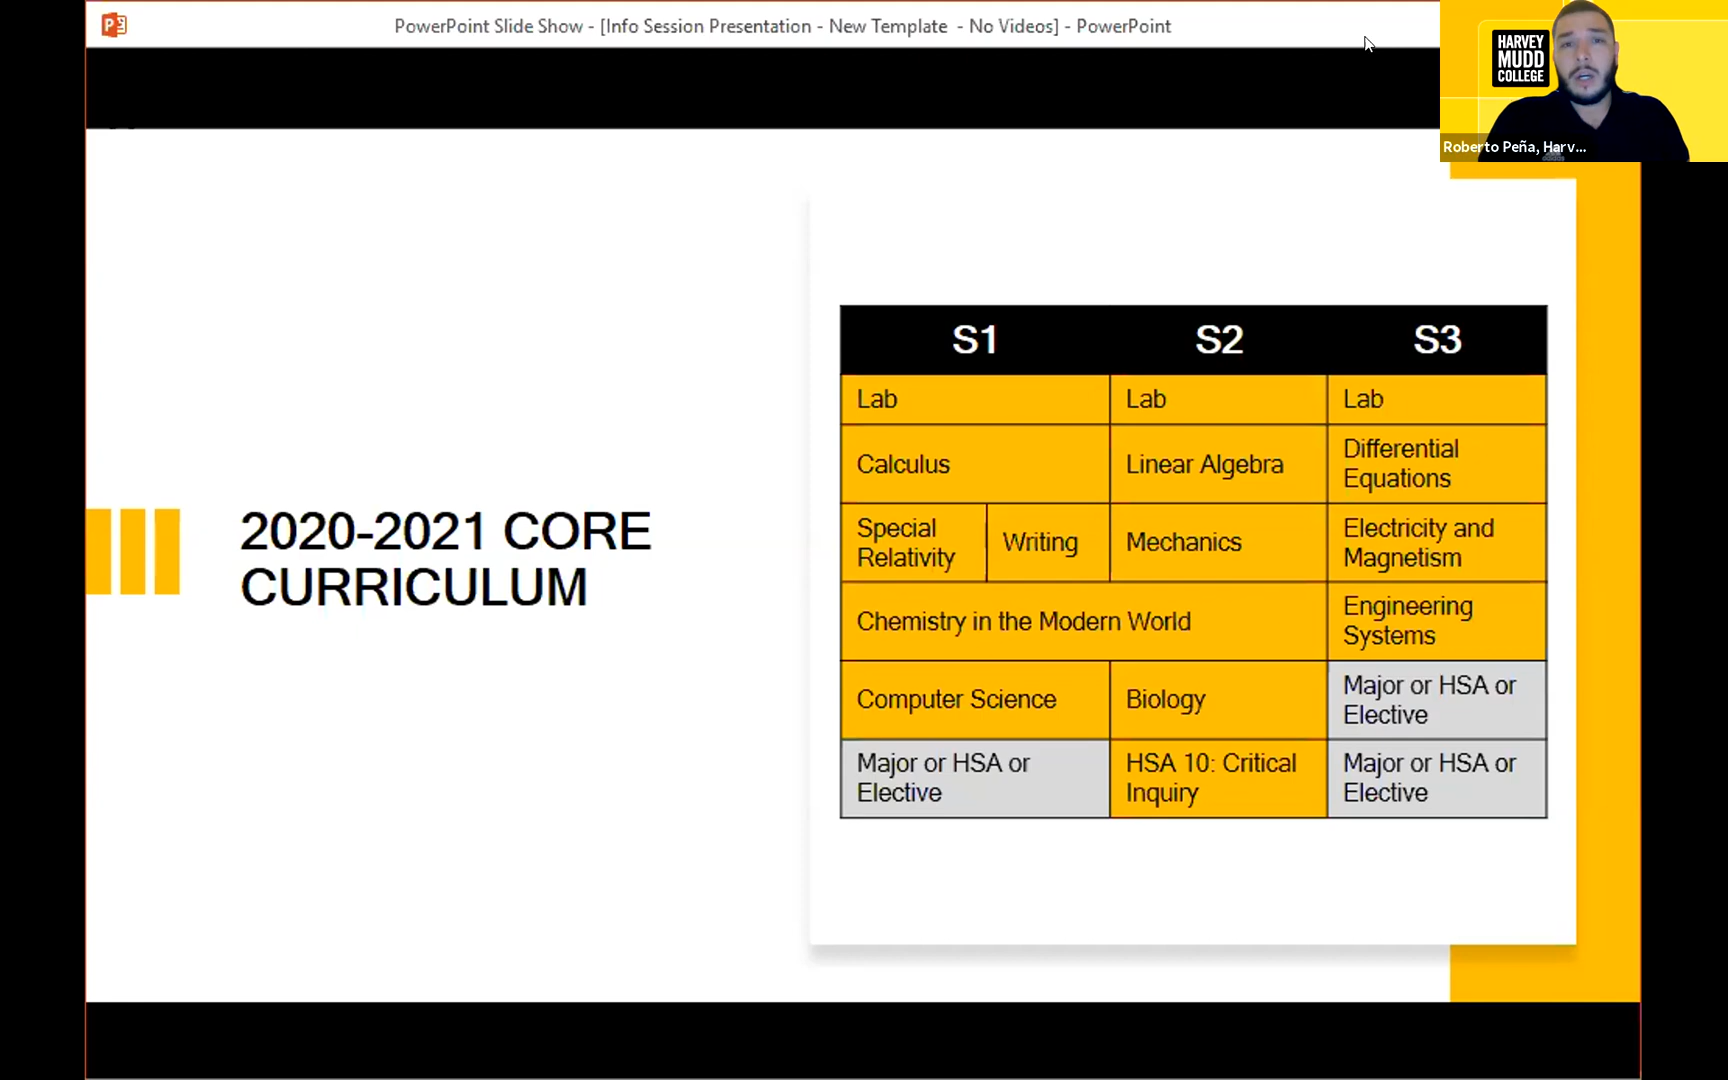 PowerPoint Slide Show - [Info Session Presentation - New Template - No Videos] - PowerPoint
HARVEY
MUDD
COLLEGE
Roberto Peña, Harv...
2020-2021 CORE
CURRICULUM
S1 S2 S3
Lab Lab Lab
Calculus Linear Algebra Differential
Equations
Special
Relativity Writing Mechanics Electricity and
Magnetism
Chemistry in the Modern World Engineering
Systems
Computer Science Biology Major or HSA or
Elective
Major or HSA or
Elective HSA 10: Critical
Inquiry Major or HSA or
Elective